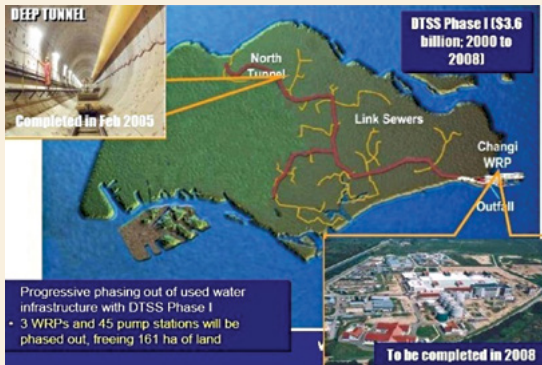 DEEP TUNNEL
Completed in Feb 2005
DTSS Phase I ($3.6
billion; 2000 to
2008)
North
Tunnel
Link Sewers
Changi
WRP
Outfall
Progressive phasing out of used water
infrastructure with DTSS Phase I
• 3 WRPs and 45 pump stations will be
phased out, freeing 161 ha of land
To be completed in 2008